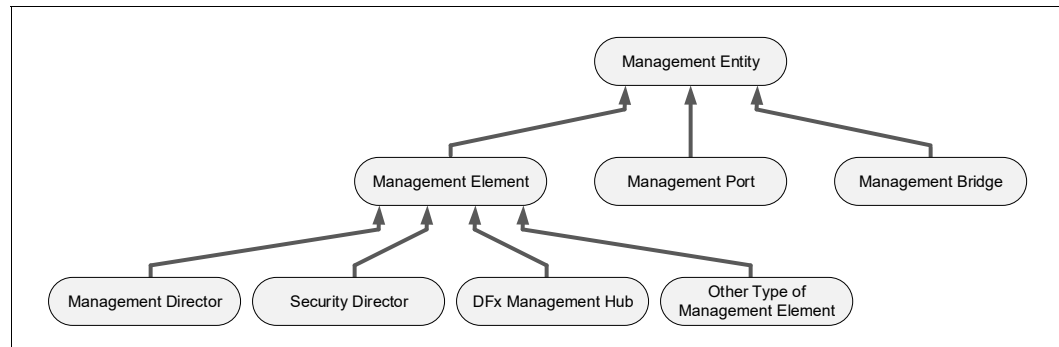 Management Entity
Management Element
Management Port
Management Bridge
Management Director
Security Director
DFx Management Hub
Other Type of
Management Element